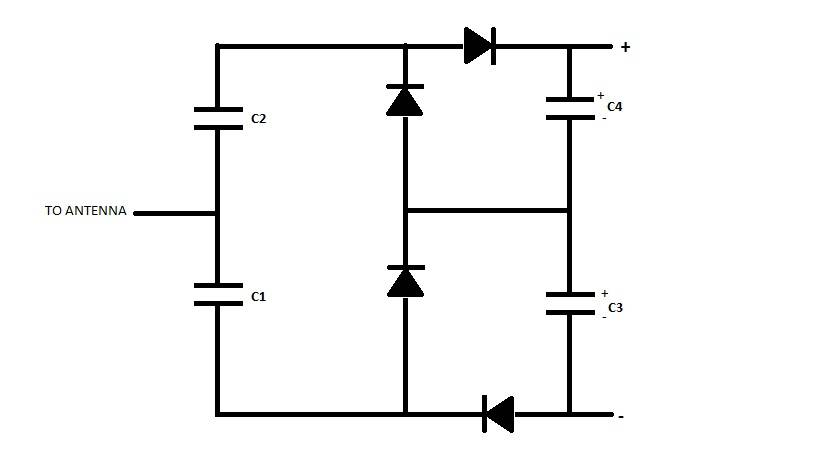 +
+
C4
-
C2
TO ANTENNA
C1
+
C3
-
-